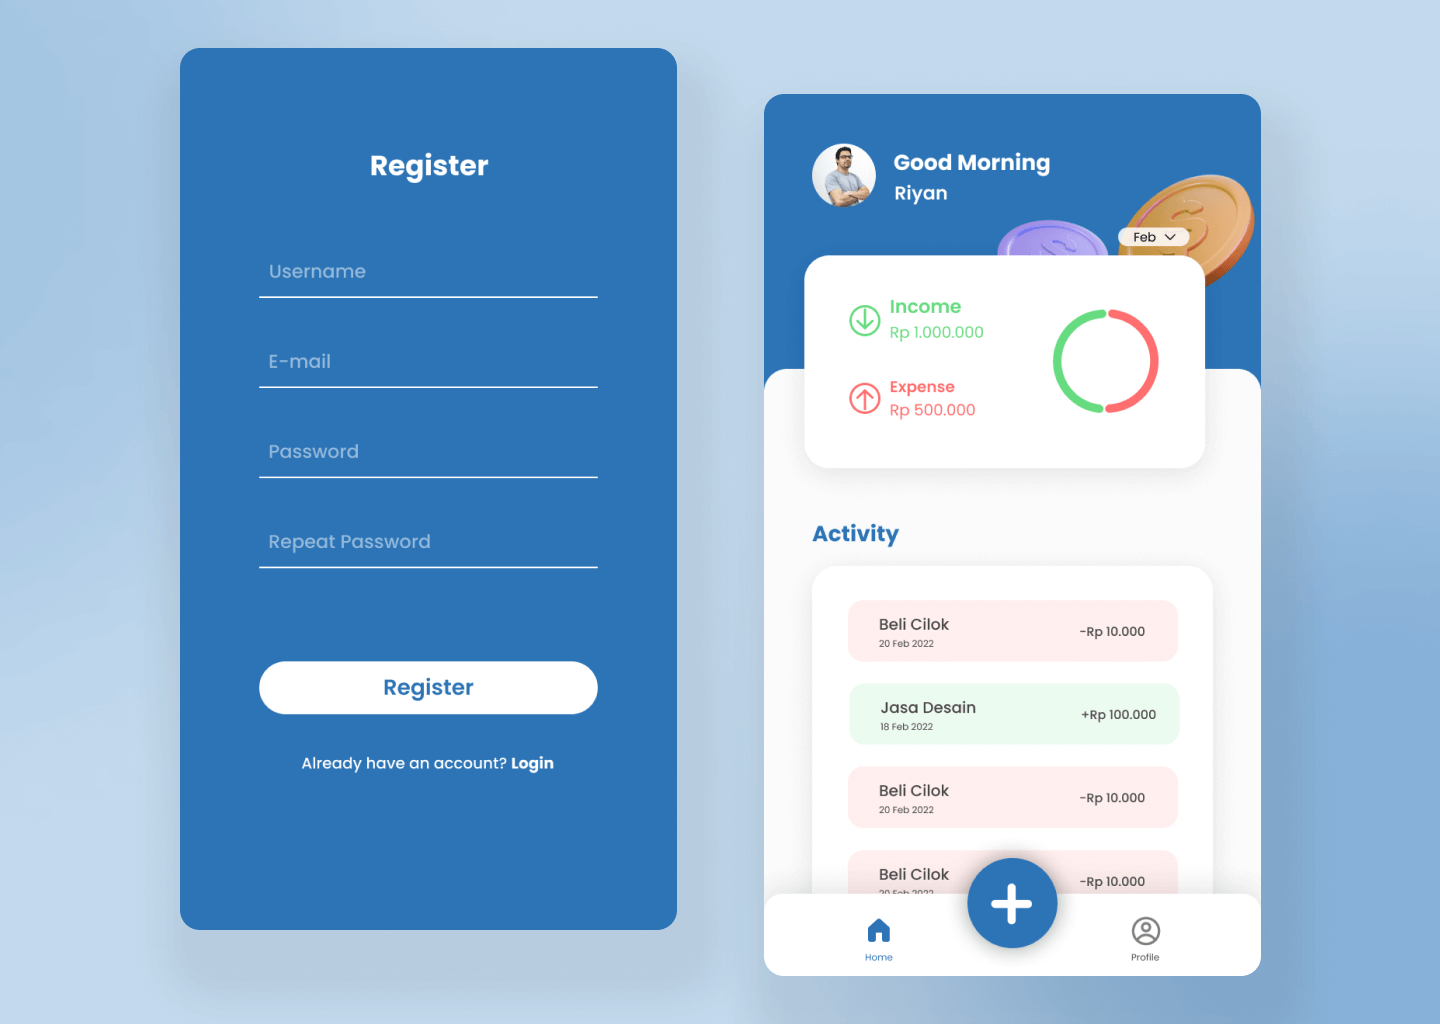 Register
Username
E-mail
Password
Repeat Password
Register
Already have an account? Login
Good Morning
Riyan
Feb
Income
Rp 1.000.000
Expense
Rp 500.000
Activity
Beli Cilok
20 Feb 2022
-Rp 10.000
Jasa Desain
18 Feb 2022
+Rp 100.000
Beli Cilok
20 Feb 2022
-Rp 10.000
Beli Cilok
20 Feb 2022
-Rp 10.000
Home
Profile